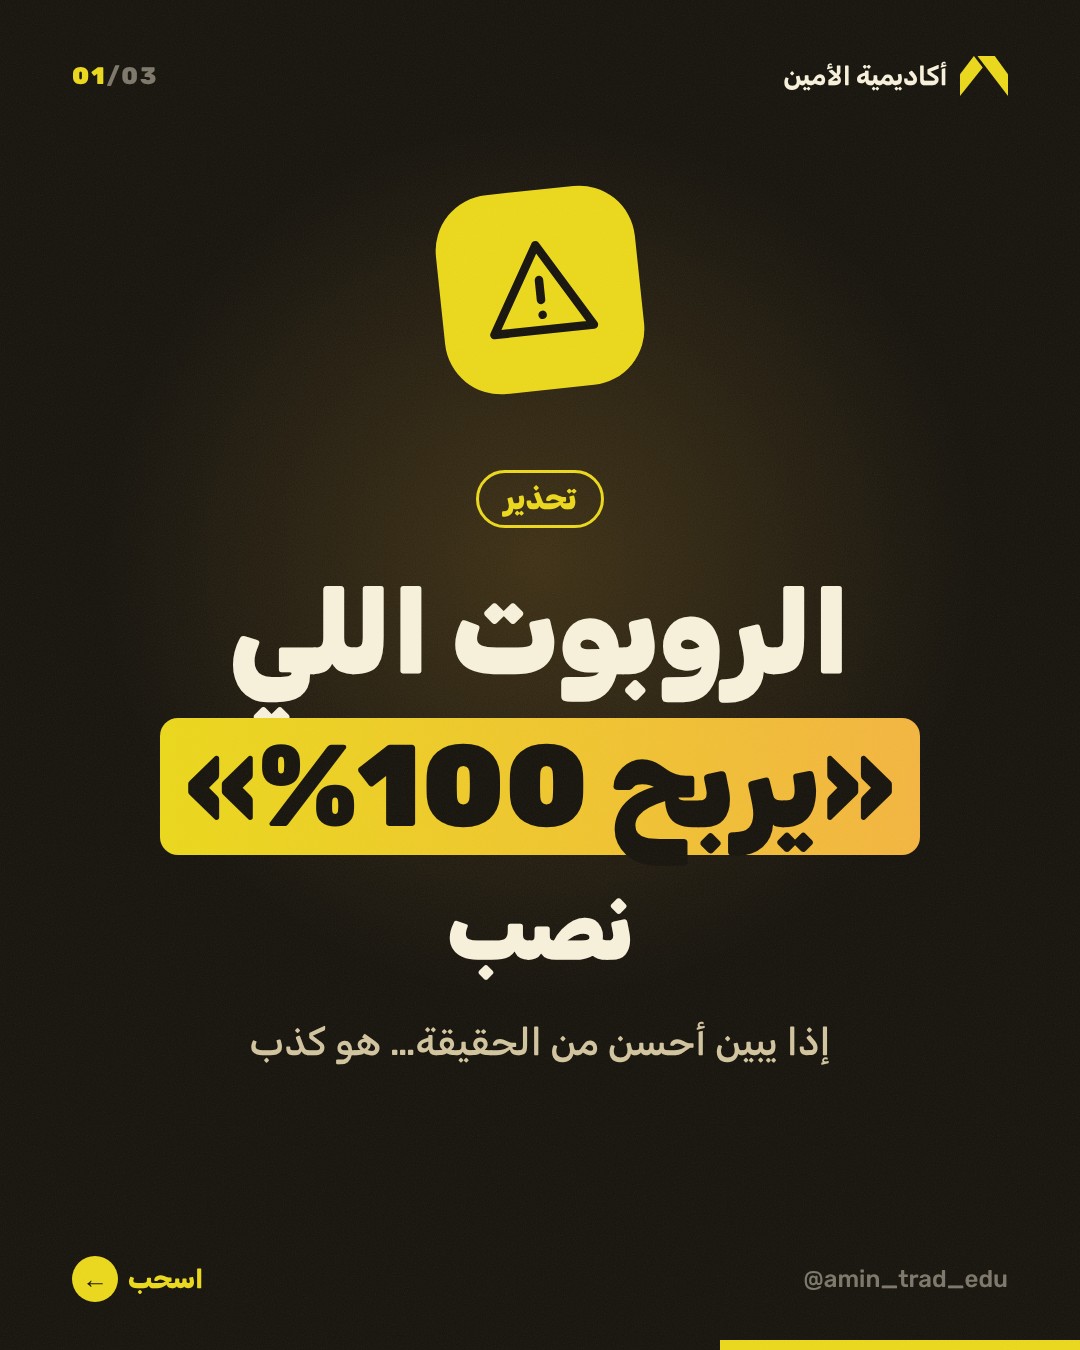 أكاديمية الأمين
01/03
تحذير
الروبوت اللي
«يربح 100%»
نصب
إذا يبين أحسن من الحقيقة... هو كذب
@amin_trad_edu
اسحب ←